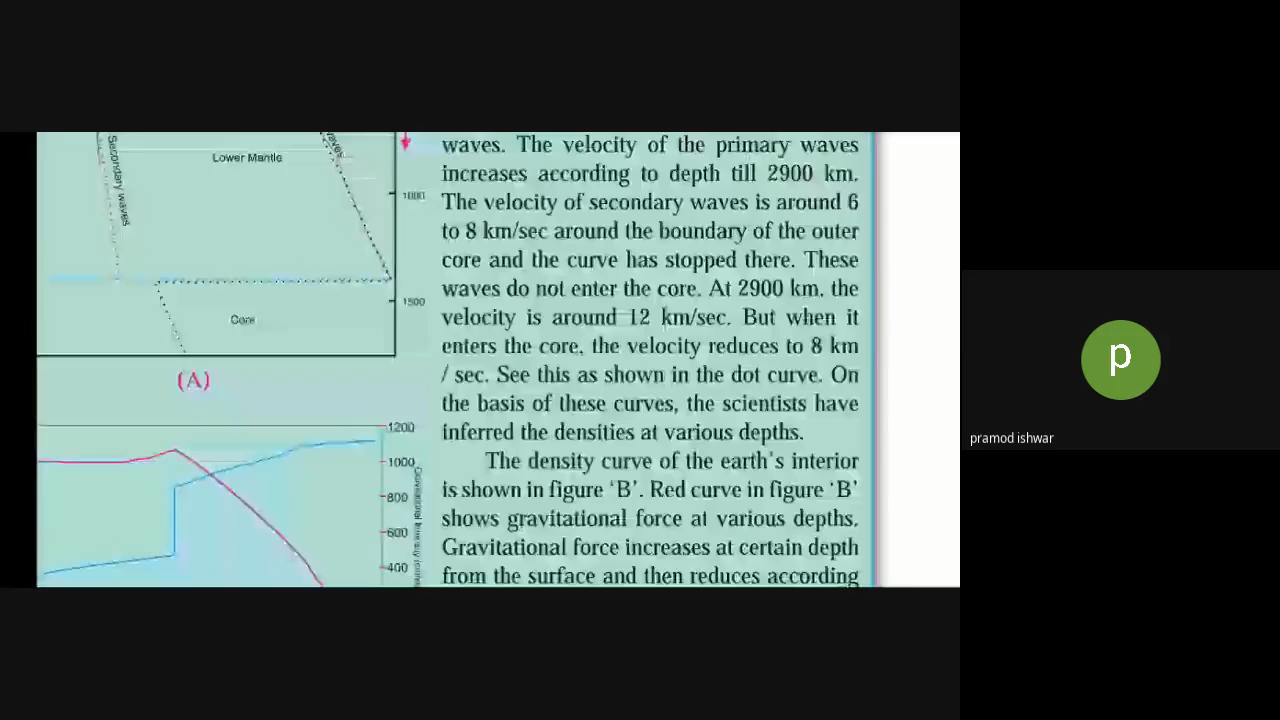 Secondary waves
Lower Mantle
waves
1000
Core
1500
(A)
1200
1000
800
600
400
waves. The velocity of the primary waves
increases according to depth till 2900 km.
The velocity of secondary waves is around 6
to 8 km/sec around the boundary of the outer
core and the curve has stopped there. These
waves do not enter the core. At 2900 km, the
velocity is around 12 km/sec. But when it
enters the core, the velocity reduces to 8 km
/ sec. See this as shown in the dot curve. On
the basis of these curves, the scientists have
inferred the densities at various depths.
The density curve of the earth's interior
is shown in figure ‘B’. Red curve in figure ‘B’
shows gravitational force at various depths.
Gravitational force increases at certain depth
from the surface and then reduces according
p
pramod ishwar